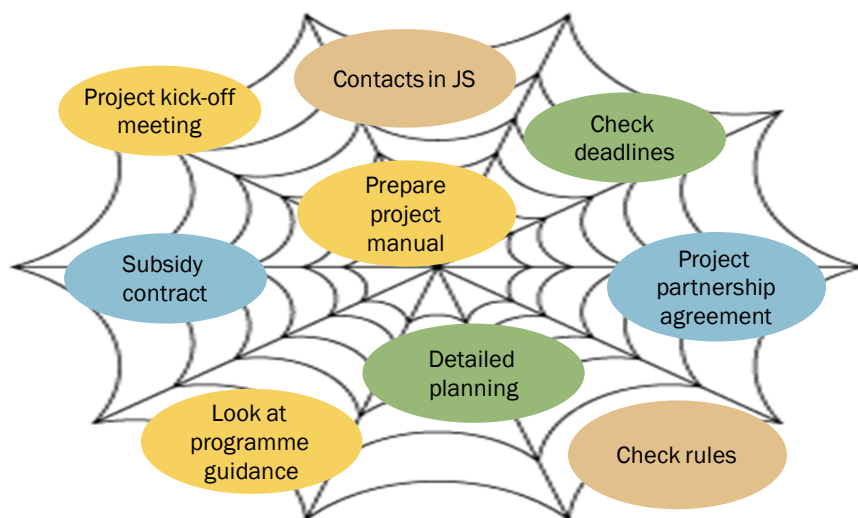 Contacts in JS
Project kick-off
meeting
Check
deadlines
Prepare
project
manual
Subsidy
contract
Project
partnership
agreement
Detailed
planning
Look at
programme
guidance
Check rules